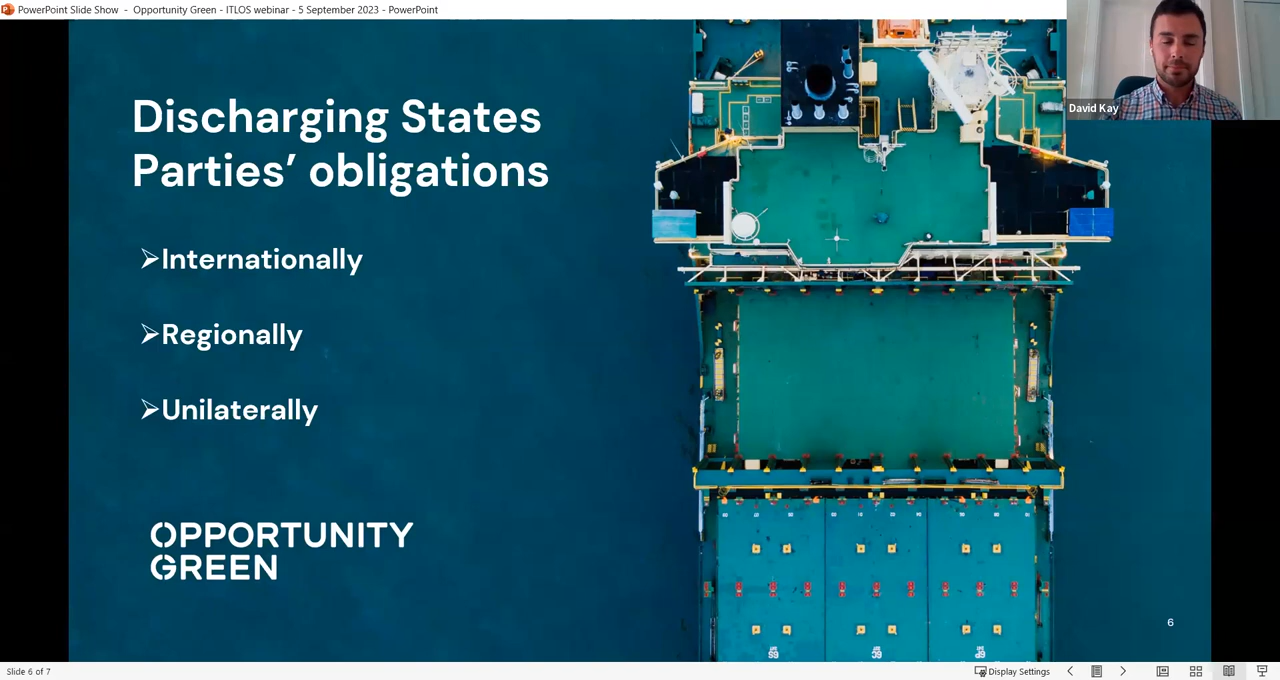 PowerPoint Slide Show - Opportunity Green - ITLOS webinar - 5 September 2023 - PowerPoint
David Kay
Discharging States
Parties’ obligations
➢Internationally
➢Regionally
➢Unilaterally
OPPORTUNITY
GREEN
6
Slide 6 of 7
Display Settings